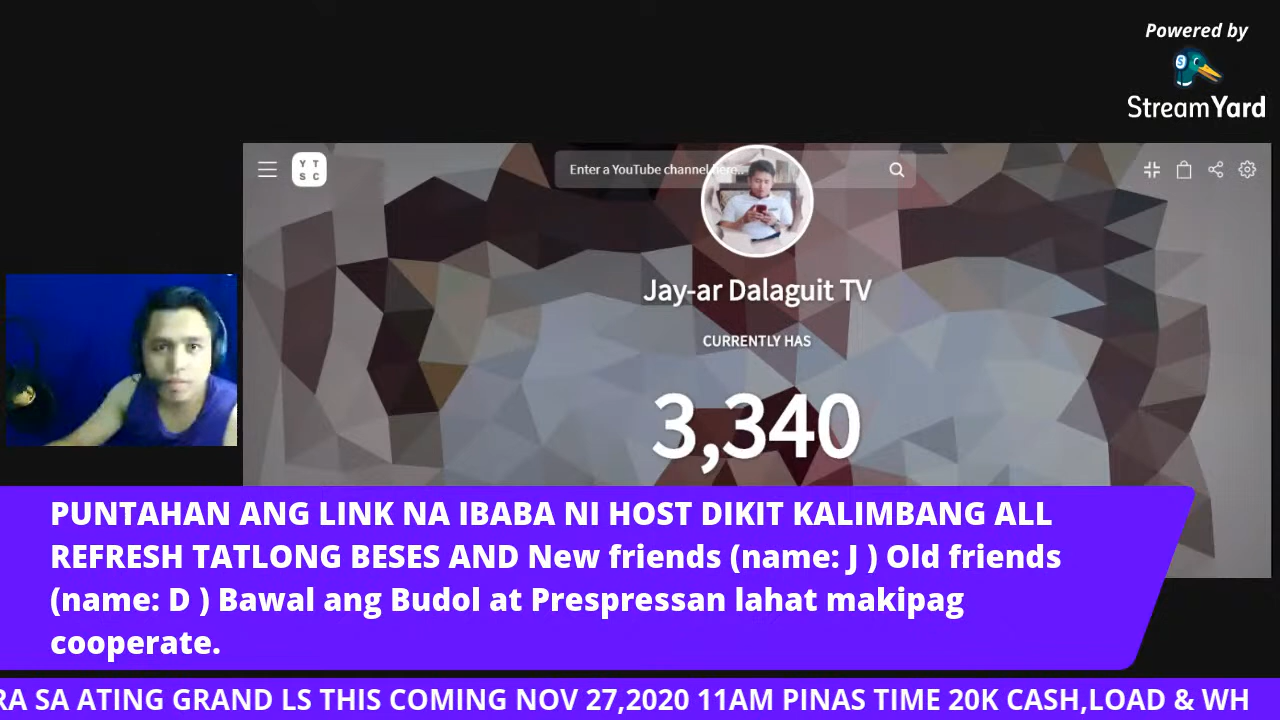 Powered by
StreamYard
Y T
S C
Enter a YouTube channel here...
Jay-ar Dalaguit TV
CURRENTLY HAS
3,340
PUNTAHAN ANG LINK NA IBABA NI HOST DIKIT KALIMBANG ALL
REFRESH TATLONG BESES AND New friends (name: J ) Old friends
(name: D ) Bawal ang Budol at Prespressan lahat makipag
cooperate.
RA SA ATING GRAND LS THIS COMING NOV 27,2020 11AM PINAS TIME 20K CASH,LOAD & WH